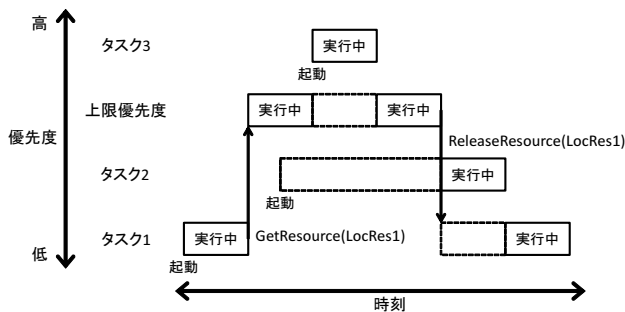 高
タスク3
実行中
起動
上限優先度
実行中
実行中
優先度
ReleaseResource(LocRes1)
タスク2
実行中
起動
タスク1
実行中
GetResource(LocRes1)
実行中
低
起動
時刻